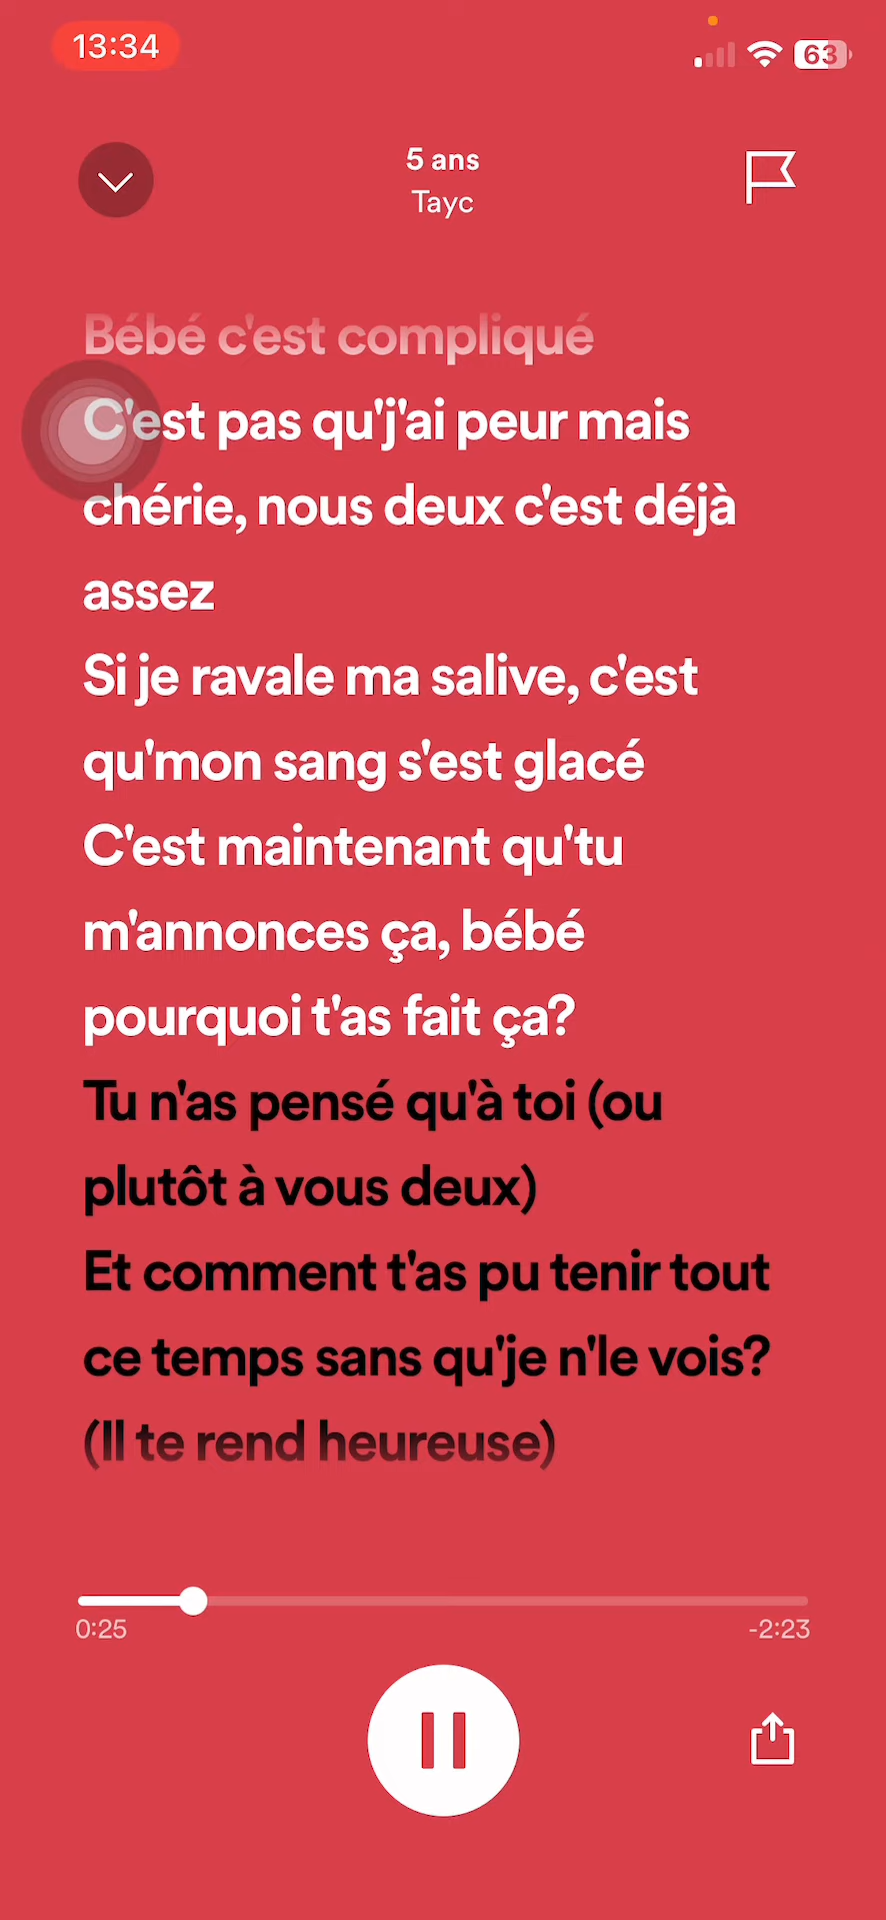 13:34
63
5 ans
Tayc
Bébé c'est compliqué
C'est pas qu'j'ai peur mais
chérie, nous deux c'est déjà
assez
Si je ravale ma salive, c'est
qu'mon sang s'est glacé
C'est maintenant qu'tu
m'annonces ça, bébé
pourquoi t'as fait ça?
Tu n'as pensé qu'à toi (ou
plutôt à vous deux)
Et comment t'as pu tenir tout
ce temps sans qu'je n'le vois?
(Il te rend heureuse)
0:25
-2:23